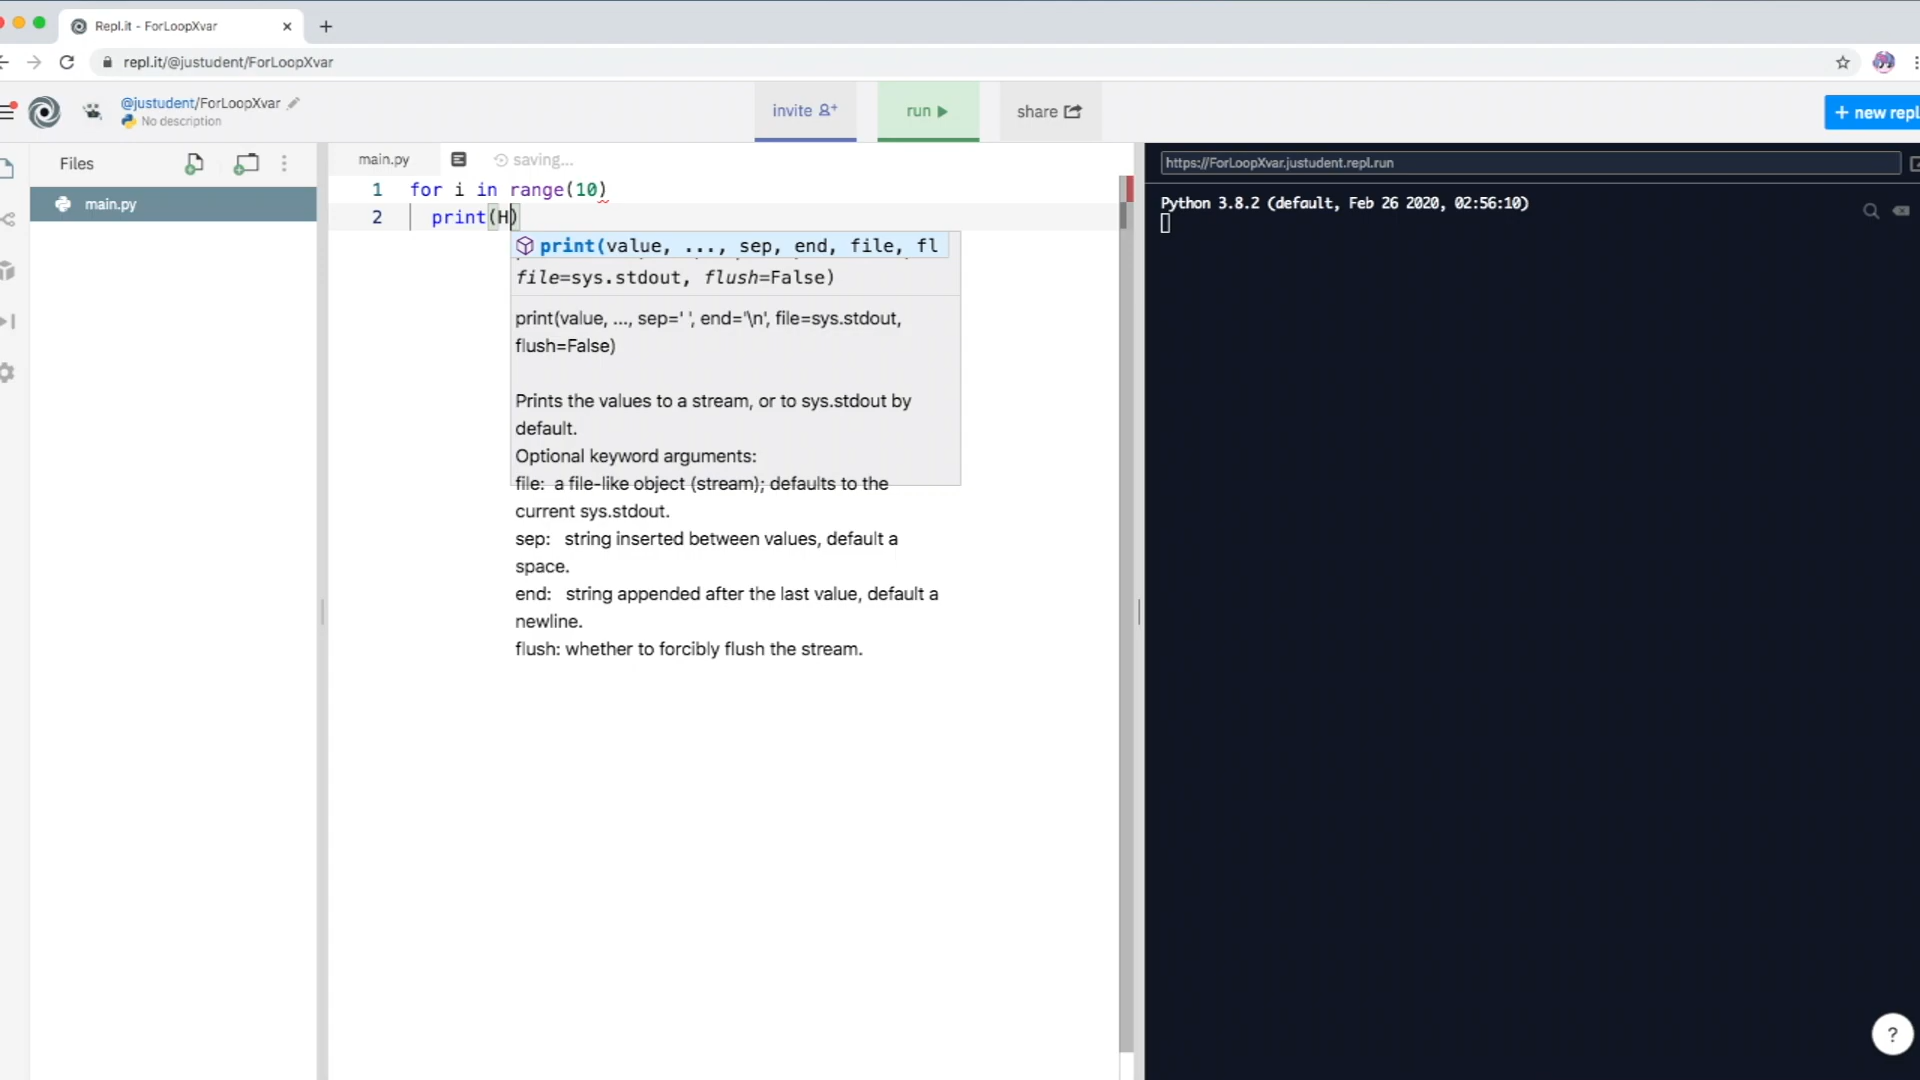 Repl.it - ForLoopXvar
repl.it/@justudent/ForLoopXvar
@justudent/ForLoopXvar
No description
invite
run
share
+ new repl
Files
main.py
main.py
saving...
https://ForLoopXvar.justudent.repl.run
1 for i in range(10)
2 print(H)
print(value, ..., sep, end, file, fl
file=sys.stdout, flush=False)
print(value, ..., sep=' ', end='\n', file=sys.stdout,
flush=False)
Prints the values to a stream, or to sys.stdout by
default.
Optional keyword arguments:
file: a file-like object (stream); defaults to the
current sys.stdout.
sep: string inserted between values, default a
space.
end: string appended after the last value, default a
newline.
flush: whether to forcibly flush the stream.
Python 3.8.2 (default, Feb 26 2020, 02:56:10)
?